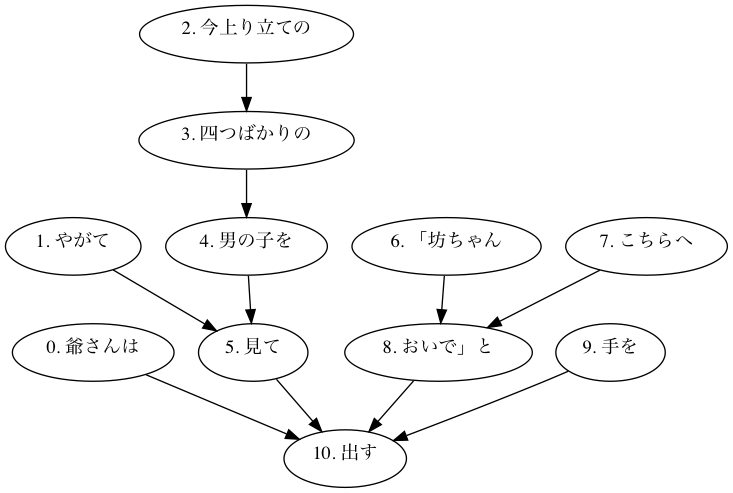 2. 今上り立ての
3. 四つばかりの
1. やがて
4. 男の子を
6. 「坊ちゃん
7. こちらへ
0. 爺さんは
5. 見て
8. おいで」と
9. 手を
10. 出す